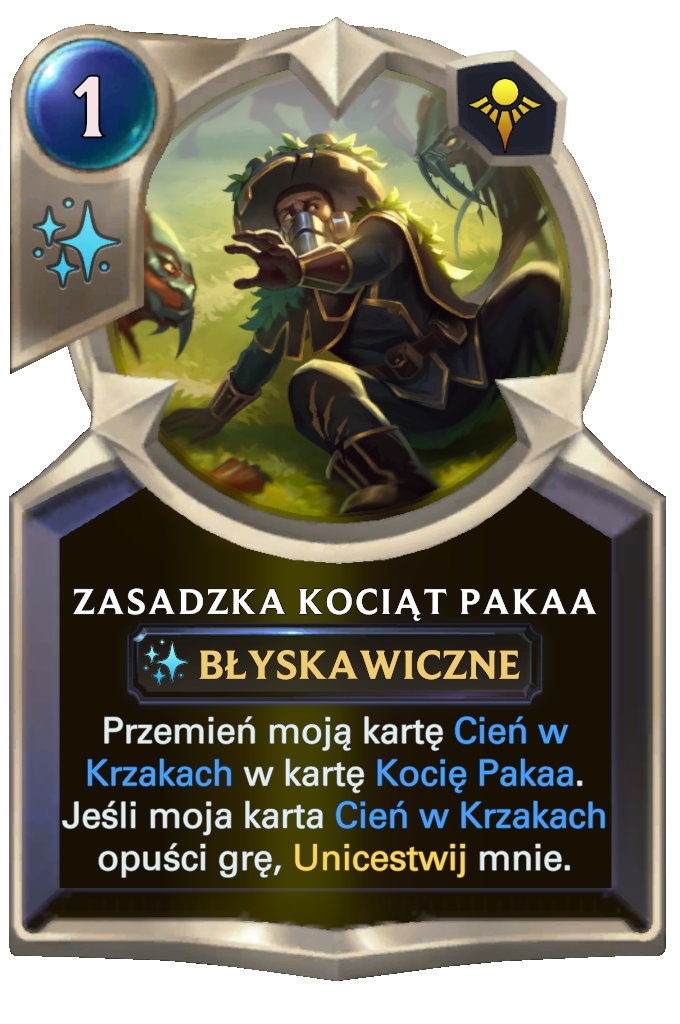 1
ZASADZKA KOCIĄT PAKAA
BŁYSKAWICZNE
Przemień moją kartę Cień w
Krzakach w kartę Kocię Pakaa.
Jeśli moja karta Cień w Krzakach
opuści grę, Unicestwij mnie.